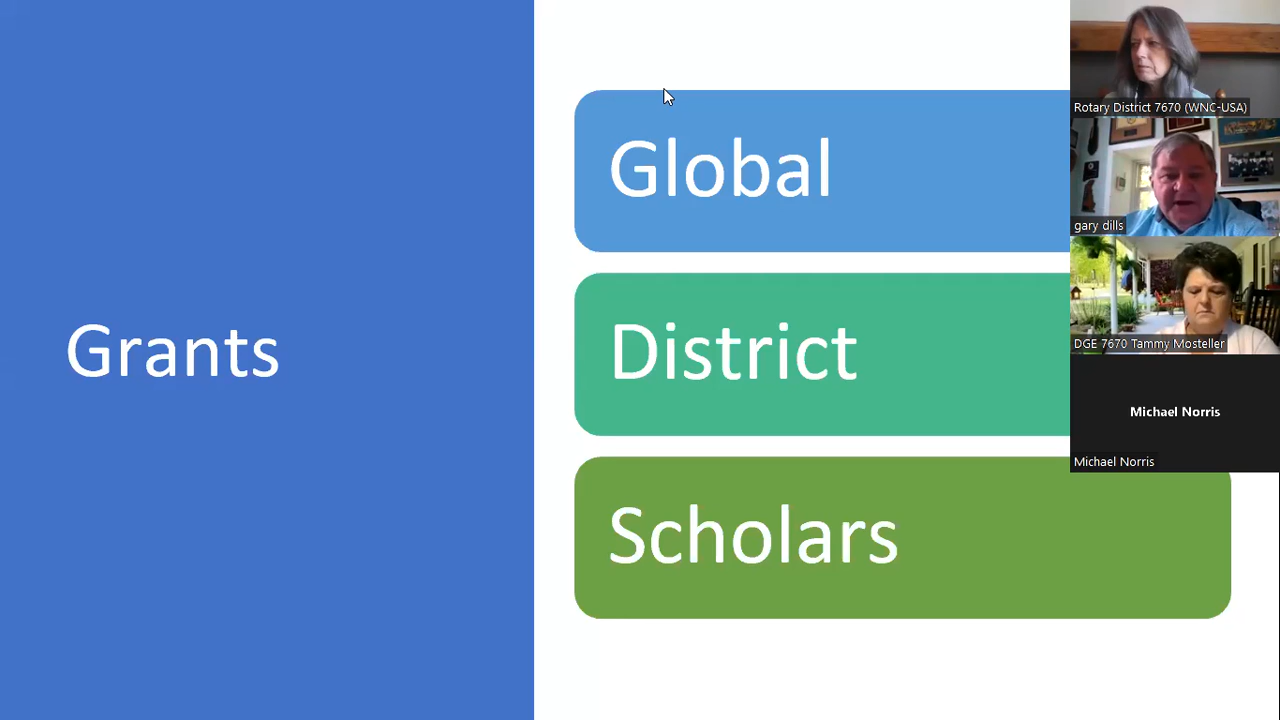 Grants
Global
District
Scholars
Rotary District 7670 (WNC-USA)
gary dills
DGE 7670 Tammy Mosteller
Michael Norris
Michael Norris